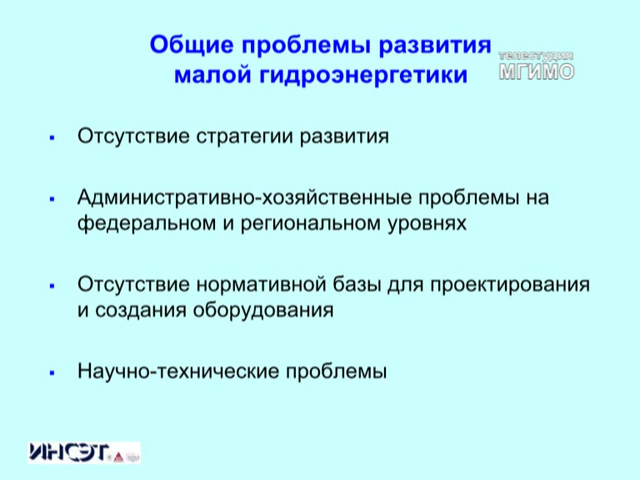 Общие проблемы развития
малой гидроэнергетики
телестудия
МГИМО
Отсутствие стратегии развития
Административно-хозяйственные проблемы на
федеральном и региональном уровнях
Отсутствие нормативной базы для проектирования
и создания оборудования
Научно-технические проблемы
ИНСЭТ